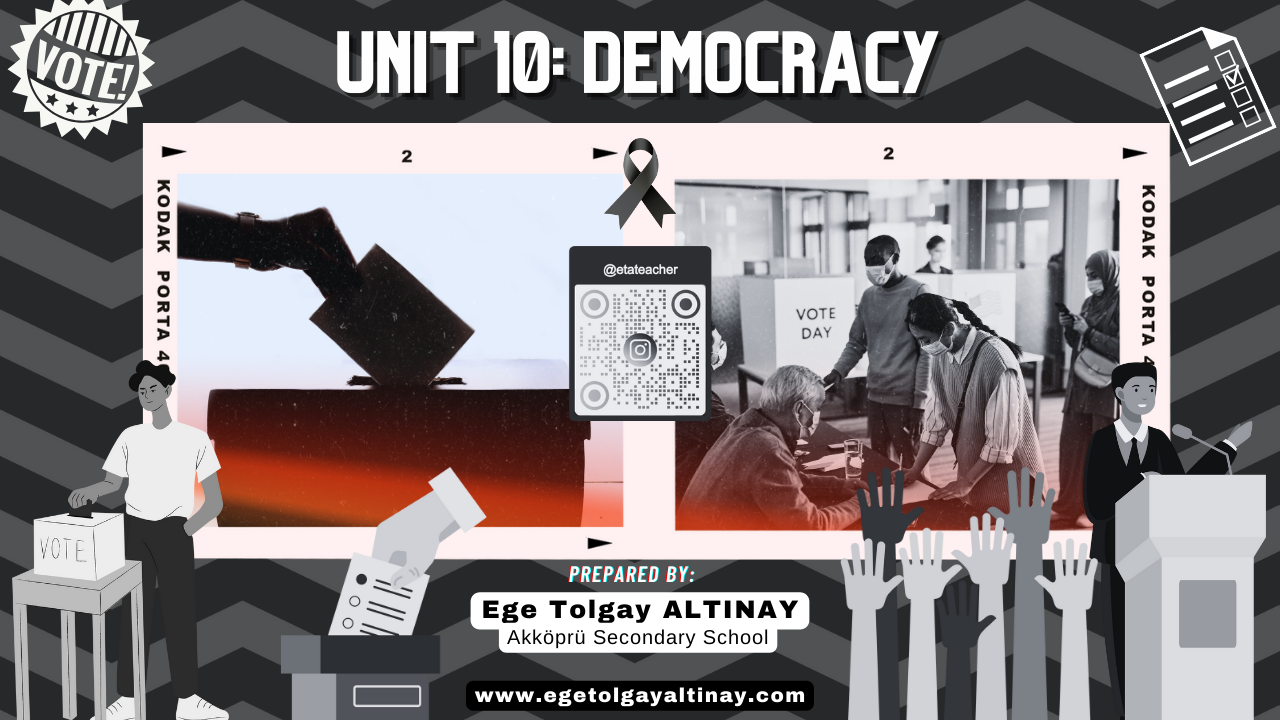 VOTE!
UNIT 10: DEMOCRACY
2
2
KODAK PORTA 4
KODAK PORTA 4
@etateacher
VOTE
DAY
VOTE
PREPARED BY:
Ege Tolgay ALTINAY
Akköprü Secondary School
www.egetolgayaltinay.com